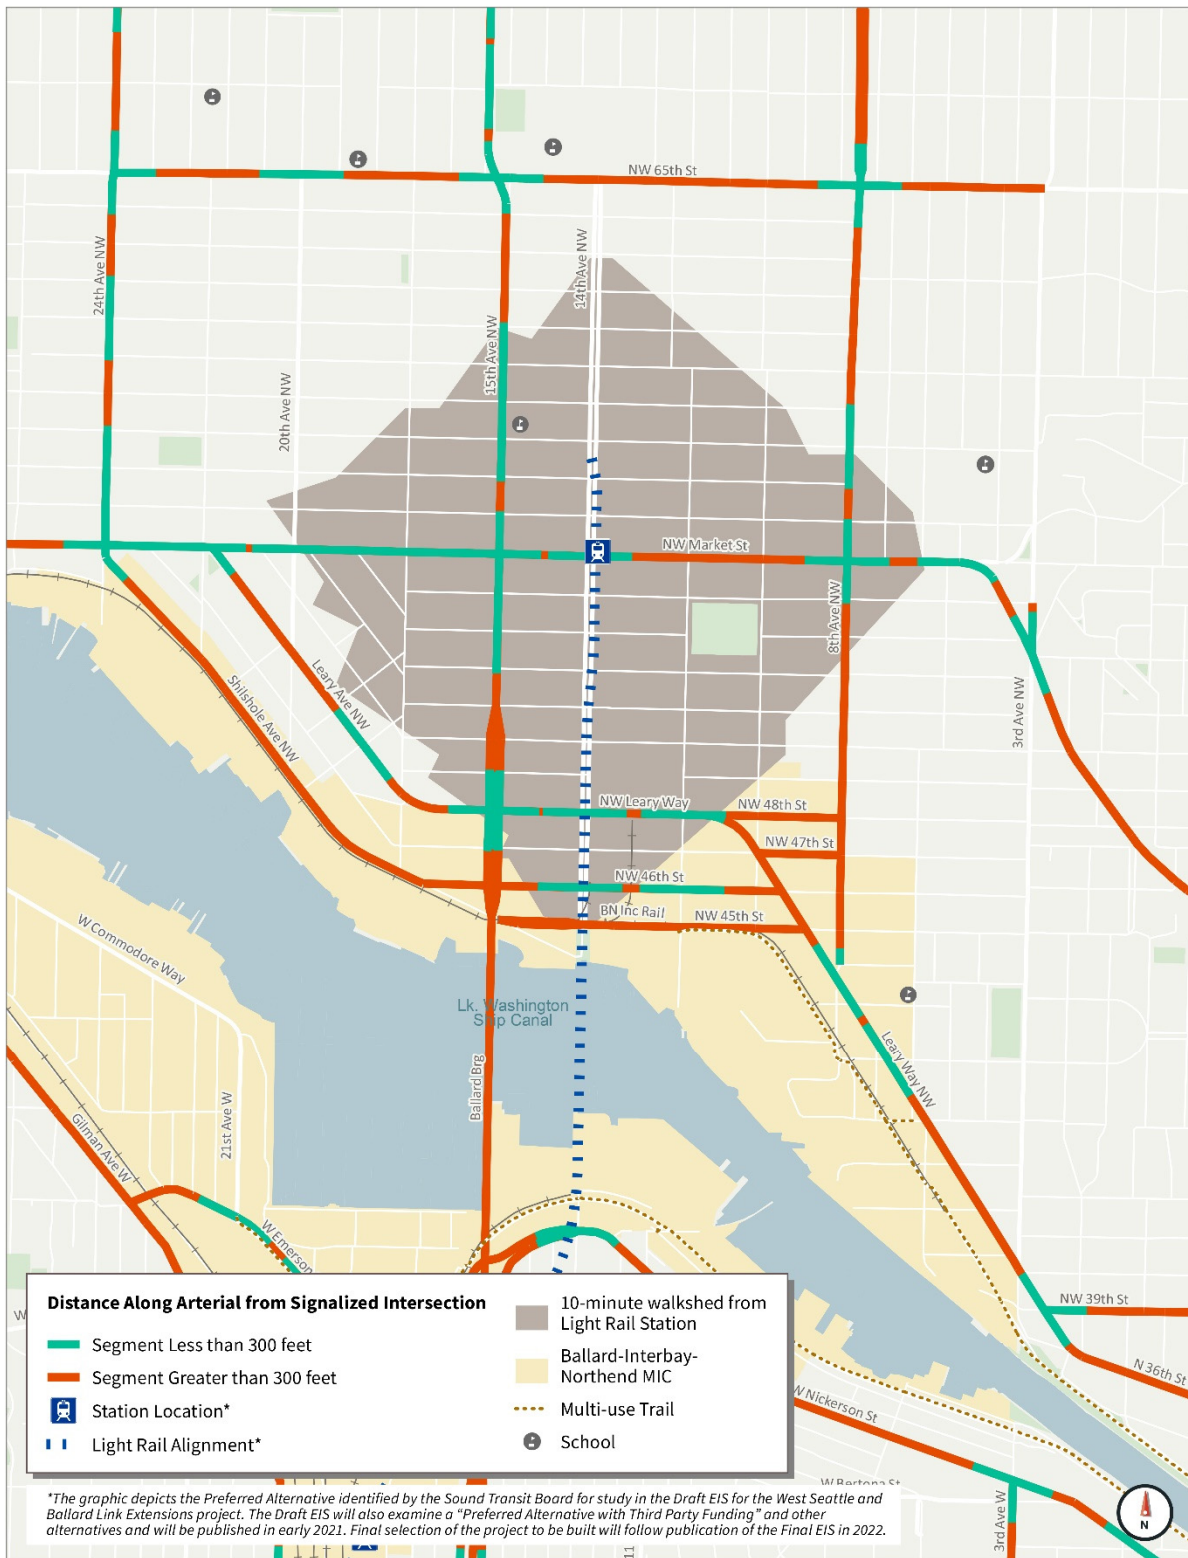 NW 65th St
24th Ave NW
14th Ave NW
15th Ave NW
20th Ave NW
NW Market St
8th Ave NW
Leary Ave NW
Shilshole Ave NW
3rd Ave NW
NW Leary Way
NW 48th St
NW 47th St
NW 46th St
BN Inc Rail
NW 45th St
W Commodore Way
Lk. Washington
Ship Canal
Ballard Brg
Leary Way NW
21st Ave W
Gilman Ave W
W Emerson
NW 39th St
N 36th St
W Nickerson St
W Bertona St
3rd Ave W
11
W
Distance Along Arterial from Signalized Intersection
Segment Less than 300 feet
Segment Greater than 300 feet
Station Location*
Light Rail Alignment*
10-minute walkshed from
Light Rail Station
Ballard-Interbay-
Northend MIC
Multi-use Trail
School
*The graphic depicts the Preferred Alternative identified by the Sound Transit Board for study in the Draft EIS for the West Seattle and
Ballard Link Extensions project. The Draft EIS will also examine a “Preferred Alternative with Third Party Funding” and other
alternatives and will be published in early 2021. Final selection of the project to be built will follow publication of the Final EIS in 2022.
N